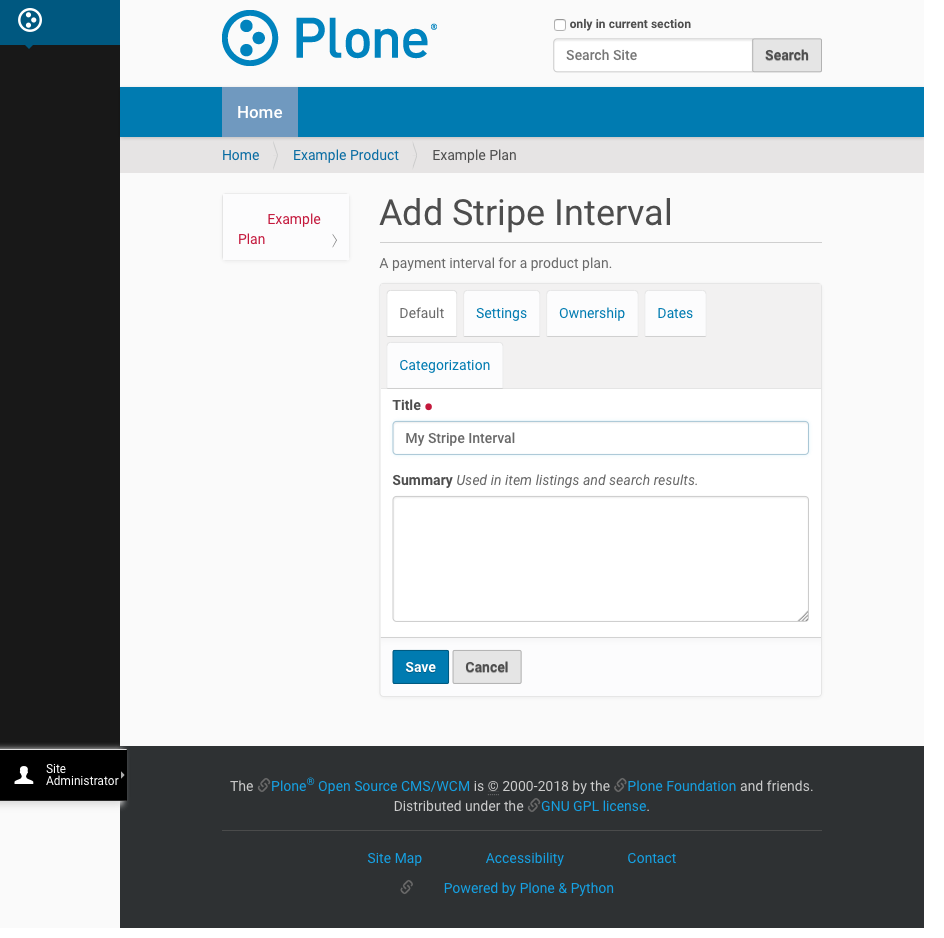 Plone®
only in current section
Search Site
Search
Home
Home
Example Product
Example Plan
Example
Plan
Add Stripe Interval
A payment interval for a product plan.
Default
Settings
Ownership
Dates
Categorization
Title
My Stripe Interval
Summary Used in item listings and search results.
Save
Cancel
Site
Administrator
The Plone® Open Source CMS/WCM is © 2000-2018 by the Plone Foundation and friends.
Distributed under the GNU GPL license.
Site Map
Accessibility
Contact
Powered by Plone & Python